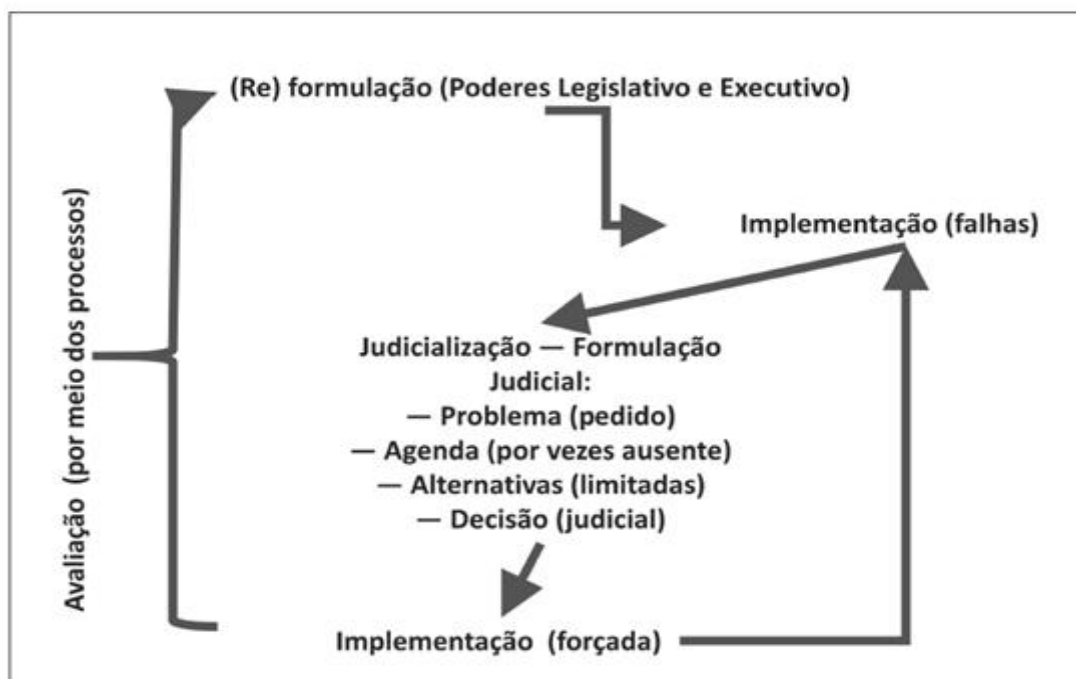 (Re) formulação (Poderes Legislativo e Executivo)
Avaliação (por meio dos processos)
Implementação (falhas)
Judicialização — Formulação
Judicial:
— Problema (pedido)
— Agenda (por vezes ausente)
— Alternativas (limitadas)
— Decisão (judicial)
Implementação (forçada)